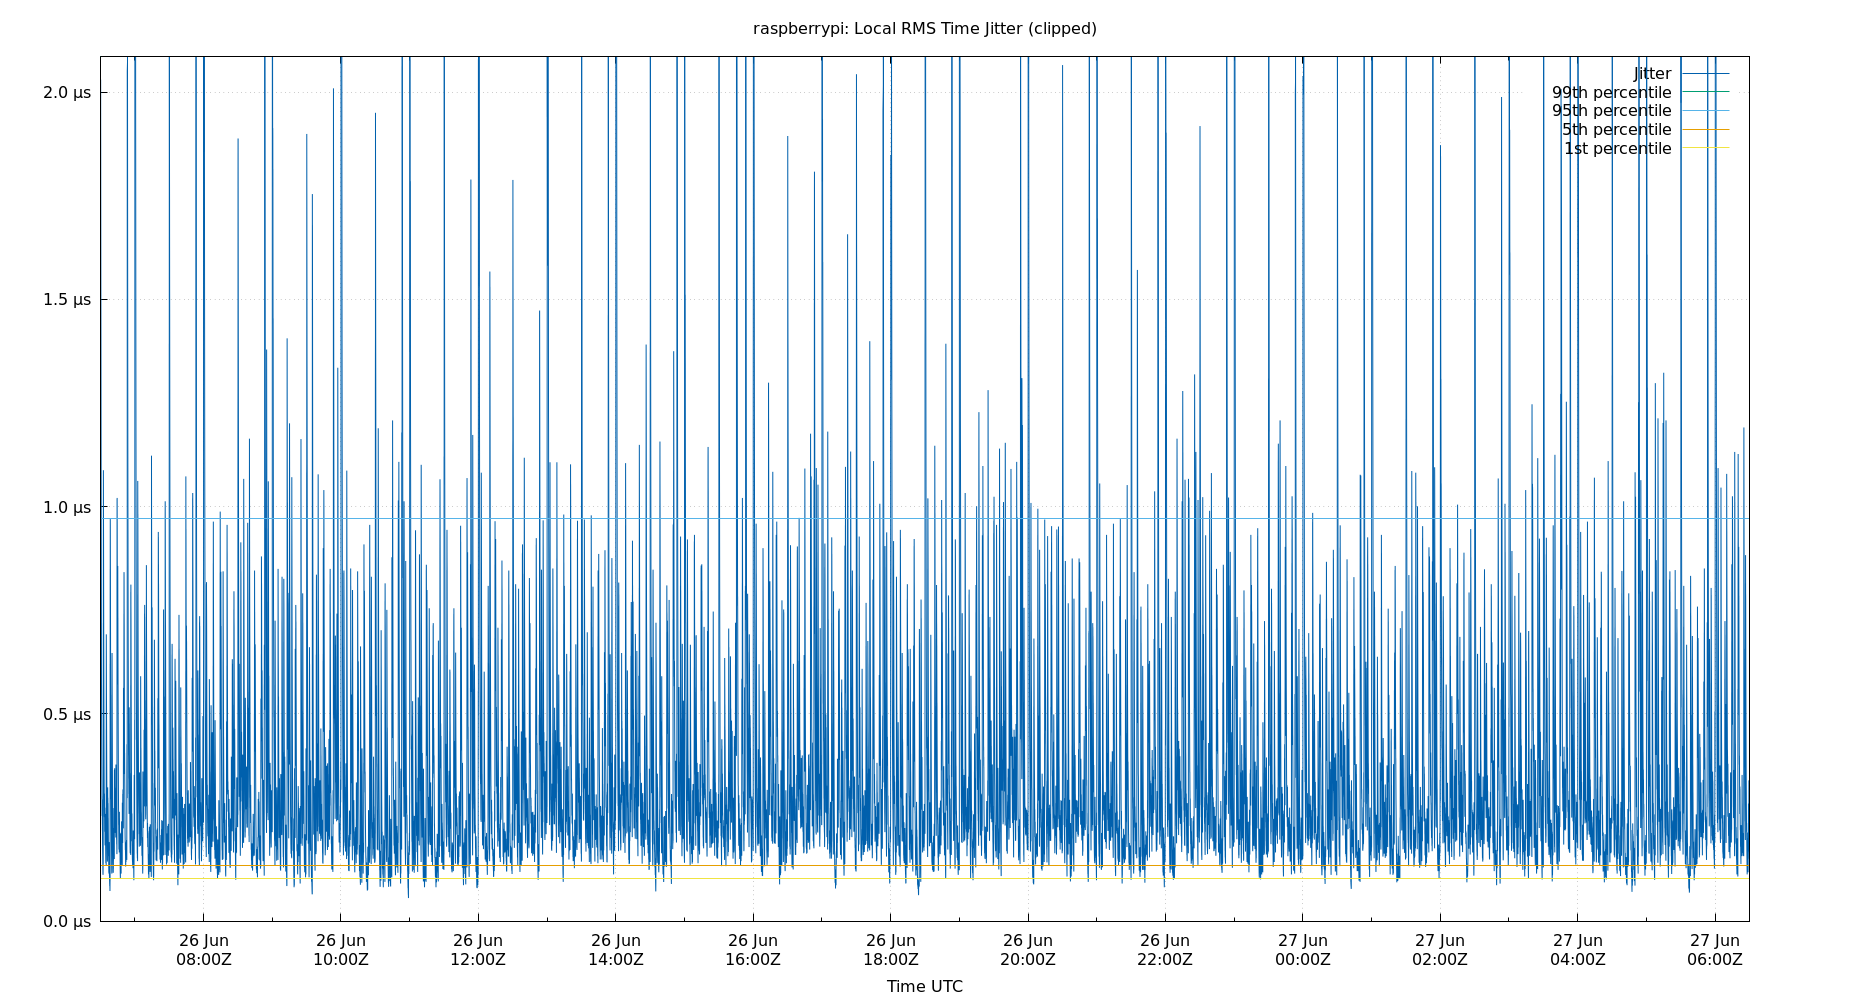 raspberrypi: Local RMS Time Jitter (clipped)
Jitter
99th percentile
95th percentile
5th percentile
1st percentile
2.0 µs
1.5 µs
1.0 µs
0.5 µs
0.0 µs
26 Jun 26 Jun 26 Jun 26 Jun 26 Jun 26 Jun 26 Jun 26 Jun 27 Jun 27 Jun 27 Jun 27 Jun
08:00Z 10:00Z 12:00Z 14:00Z 16:00Z 18:00Z 20:00Z 22:00Z 00:00Z 02:00Z 04:00Z 06:00Z
Time UTC